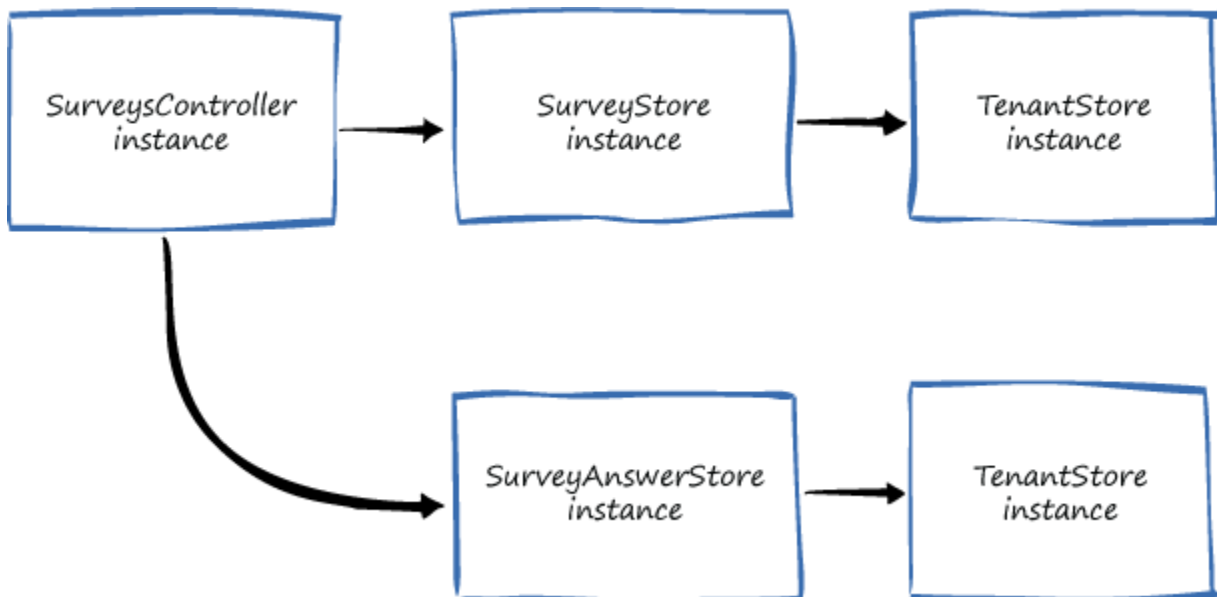 SurveysController
instance
SurveyStore
instance
TenantStore
instance
SurveyAnswerStore
instance
TenantStore
instance